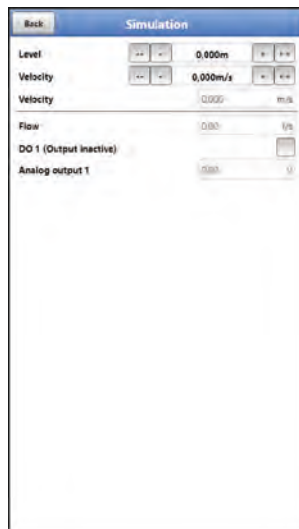 Back Simulation
Level -- - 0,000m + ++
Velocity -- - 0,000m/s + ++
Velocity 0,000 m/s
Flow 0,00 l/s
DO 1 (Output inactive)
Analog output 1 0,00